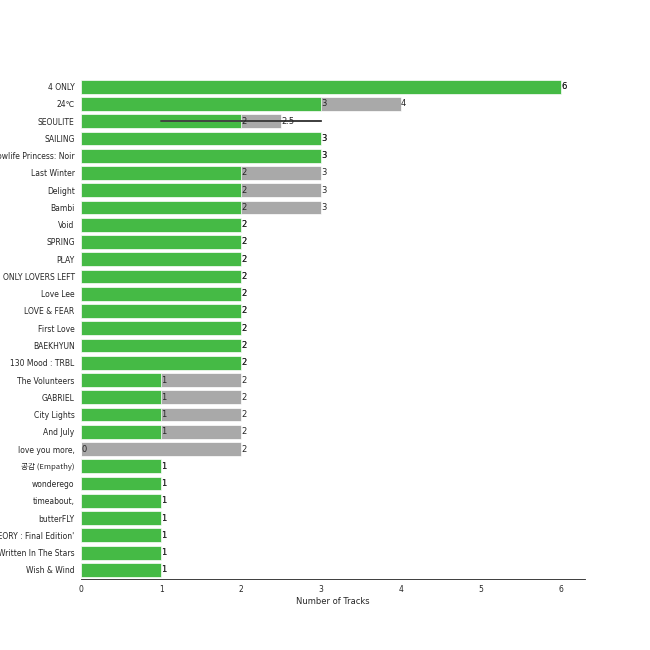 4 ONLY 6
24℃ 3 4
SEOULITE 2 2.5
SAILING 3
wlife Princess: Noir 3
Last Winter 2 3
Delight 2 3
Bambi 2 3
Void 2
SPRING 2
PLAY 2
ONLY LOVERS LEFT 2
Love Lee 2
LOVE & FEAR 2
First Love 2
BAEKHYUN 2
130 Mood : TRBL 2
The Volunteers 1 2
GABRIEL 1 2
City Lights 1 2
And July 1 2
love you more, 0 2
공감 (Empathy) 1
wonderego 1
timeabout, 1
butterFLY 1
EORY : Final Edition' 1
Written In The Stars 1
Wish & Wind 1
0 1 2 3 4 5 6
Number of Tracks